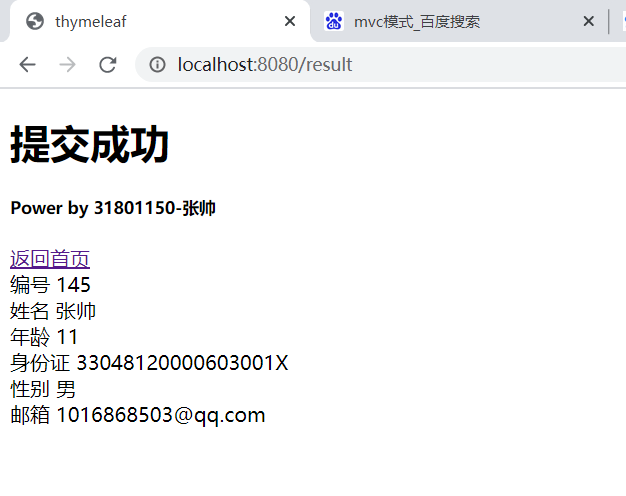 thymeleaf
mvc模式_百度搜索
localhost:8080/result
提交成功
Power by 31801150-张帅
返回首页
编号 145
姓名 张帅
年龄 11
身份证 33048120000603001X
性别 男
邮箱 1016868503@qq.com